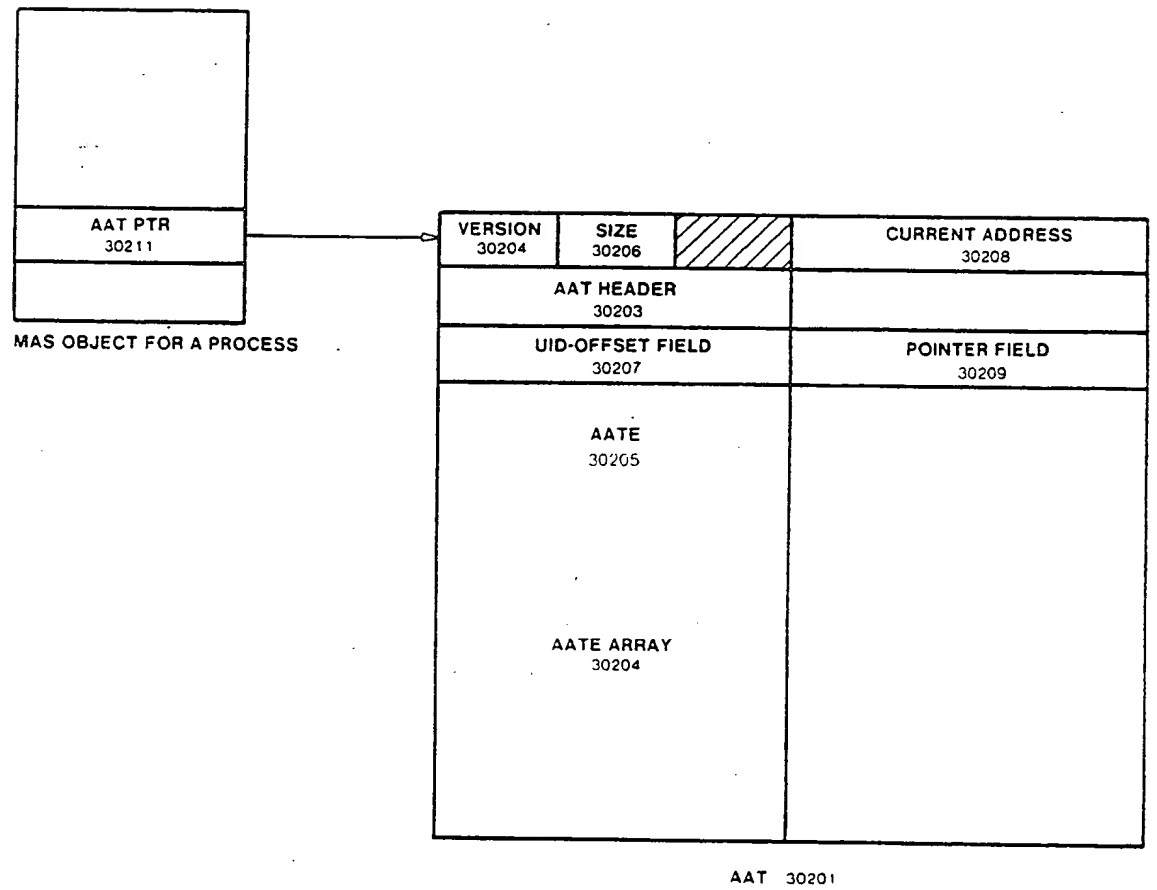 AAT PTR
30211
MAS OBJECT FOR A PROCESS
VERSION
30204
SIZE
30206
CURRENT ADDRESS
30208
AAT HEADER
30203
UID-OFFSET FIELD
30207
POINTER FIELD
30209
AATE
30205
AATE ARRAY
30204
AAT 30201